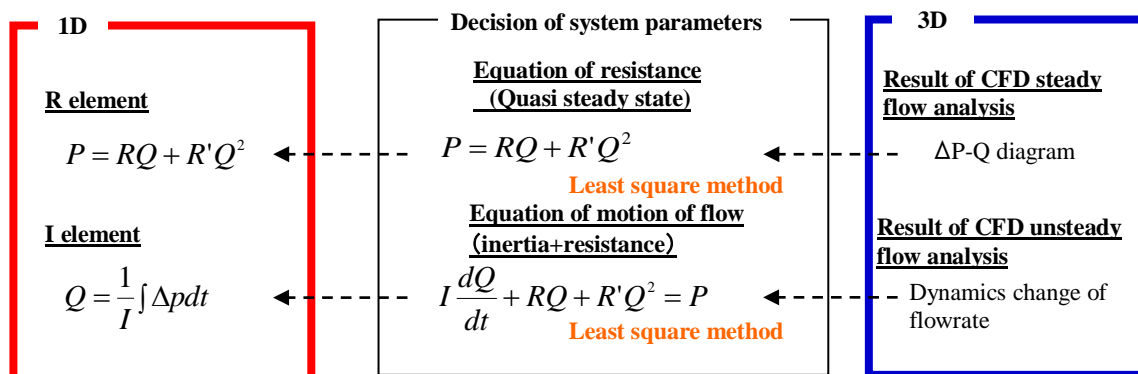 1D
R element
P = RQ + R'Q²
I element
Q = 1/I ∫ Δpdt
Decision of system parameters
Equation of resistance
(Quasi steady state)
P = RQ + R'Q²
Least square method
Equation of motion of flow
（inertia+resistance）
I dQ/dt + RQ + R'Q² = P
Least square method
3D
Result of CFD steady
flow analysis
ΔP-Q diagram
Result of CFD unsteady
flow analysis
Dynamics change of
flowrate